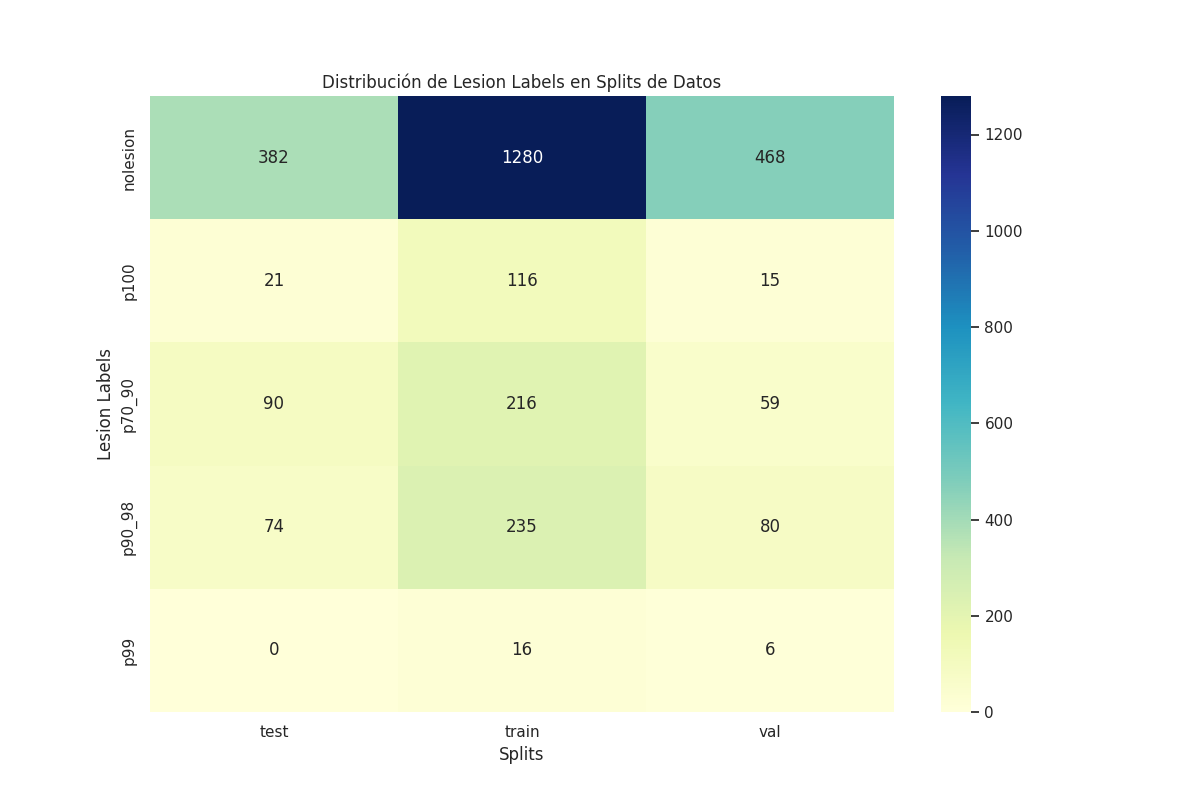 Distribución de Lesion Labels en Splits de Datos
nolesion 382 1280 468
p100 21 116 15
p70_90 90 216 59
p90_98 74 235 80
p99 0 16 6
Lesion Labels
test train val
Splits
1200
1000
800
600
400
200
0